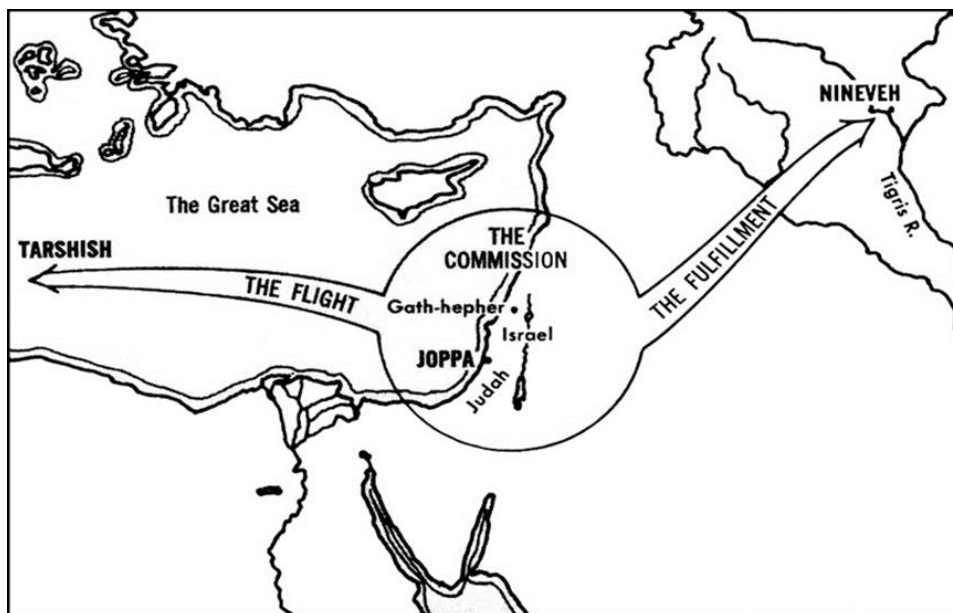 NINEVEH
The Great Sea
Tigris R.
THE
COMMISSION
TARSHISH
THE FLIGHT
THE FULFILLMENT
Gath-hepher
Israel
JOPPA
Judah